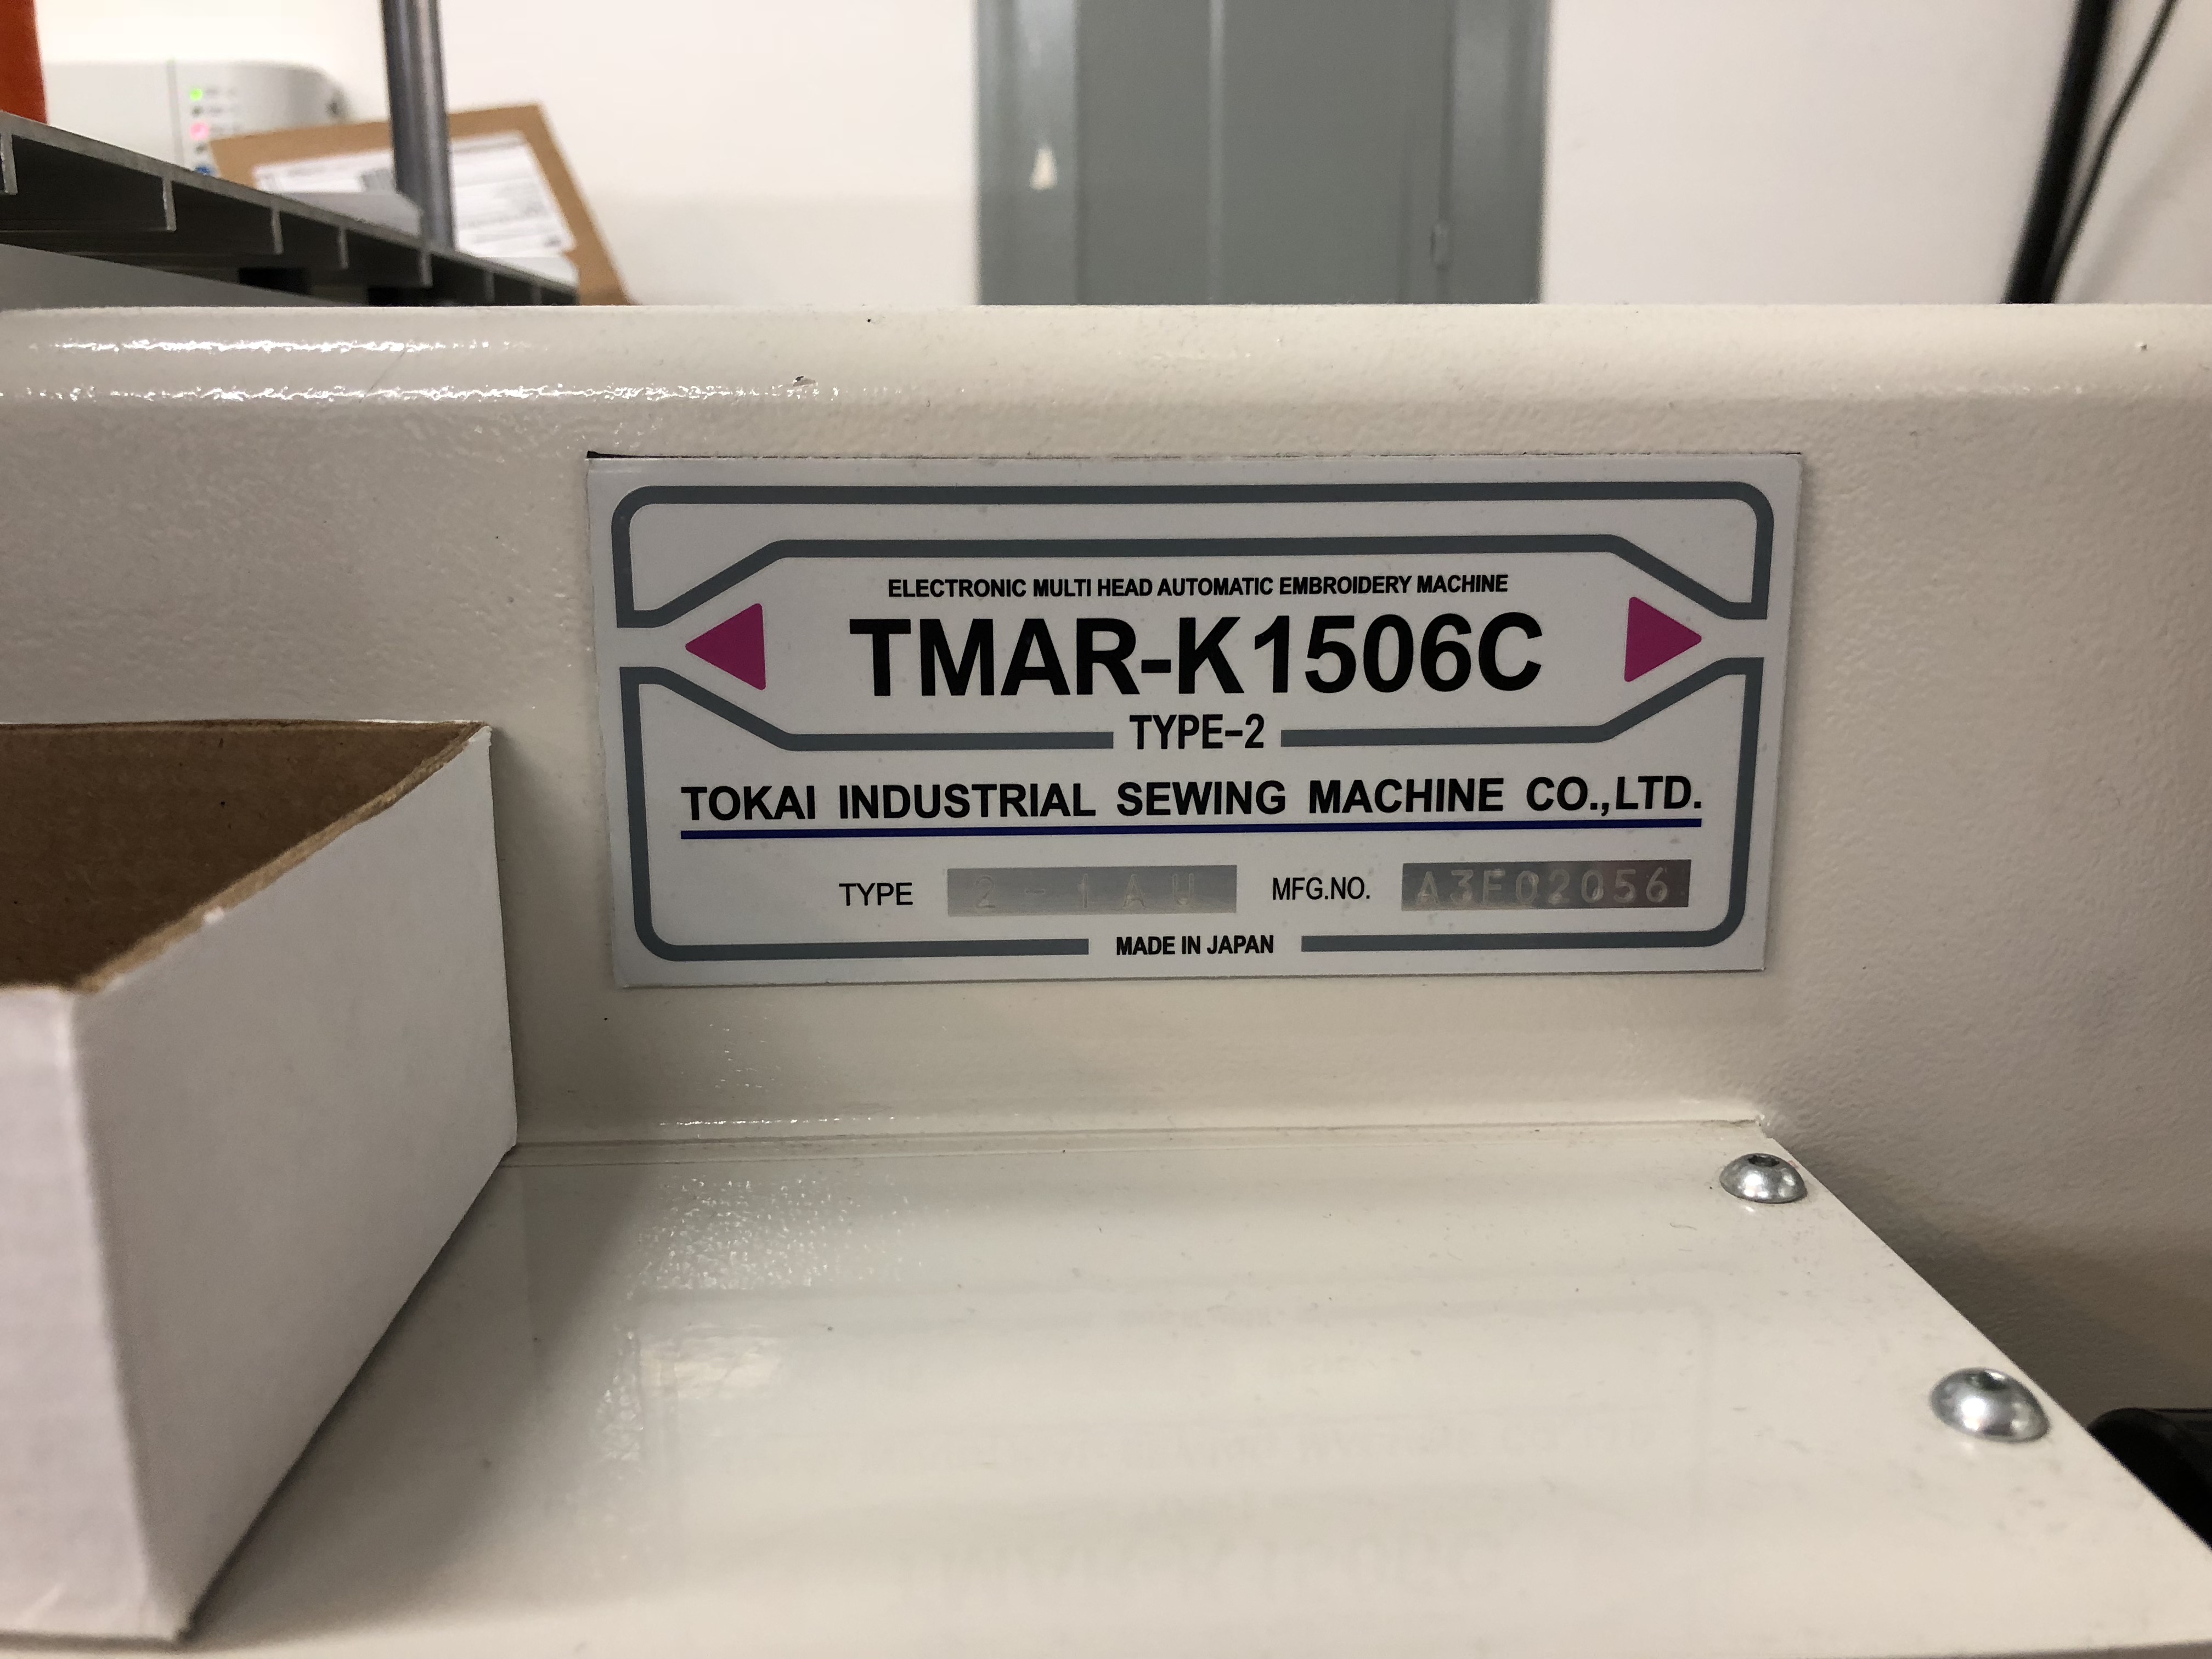 ELECTRONIC MULTI HEAD AUTOMATIC EMBROIDERY MACHINE
TMAR-K1506C
TYPE-2
TOKAI INDUSTRIAL SEWING MACHINE CO.,LTD.
TYPE 2-1AU MFG.NO. A3E02056
MADE IN JAPAN